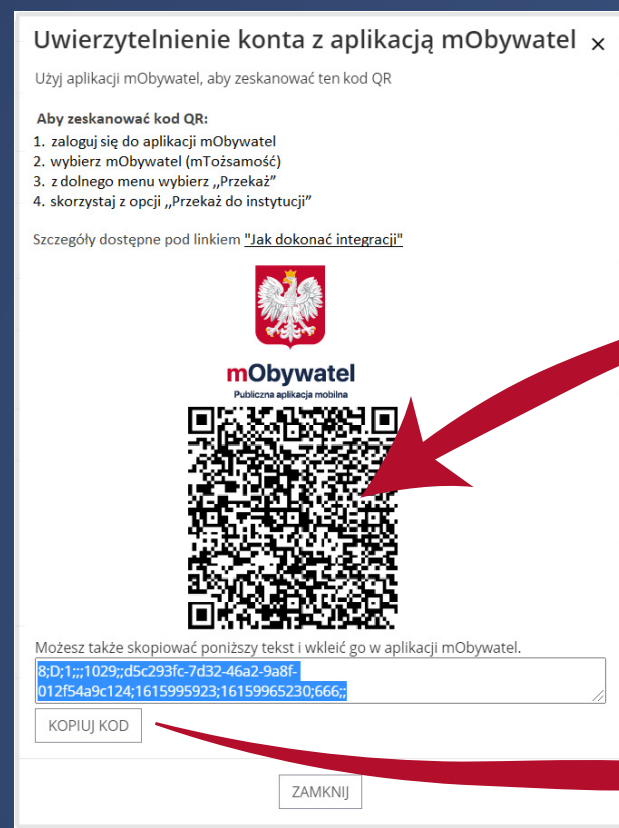 Uwierzytelnienie konta z aplikacją mObywatel ×
Użyj aplikacji mObywatel, aby zeskanować ten kod QR
Aby zeskanować kod QR:
1. zaloguj się do aplikacji mObywatel
2. wybierz mObywatel (mTożsamość)
3. z dolnego menu wybierz ,,Przekaż”
4. skorzystaj z opcji ,,Przekaż do instytucji”
Szczegóły dostępne pod linkiem "Jak dokonać integracji"
mObywatel
Publiczna aplikacja mobilna
Możesz także skopiować poniższy tekst i wkleić go w aplikacji mObywatel.
8;D;1;;;1029;;d5c293fc-7d32-46a2-9a8f-
012f54a9c124;1615995923;16159965230;666;;
KOPIUJ KOD
ZAMKNIJ